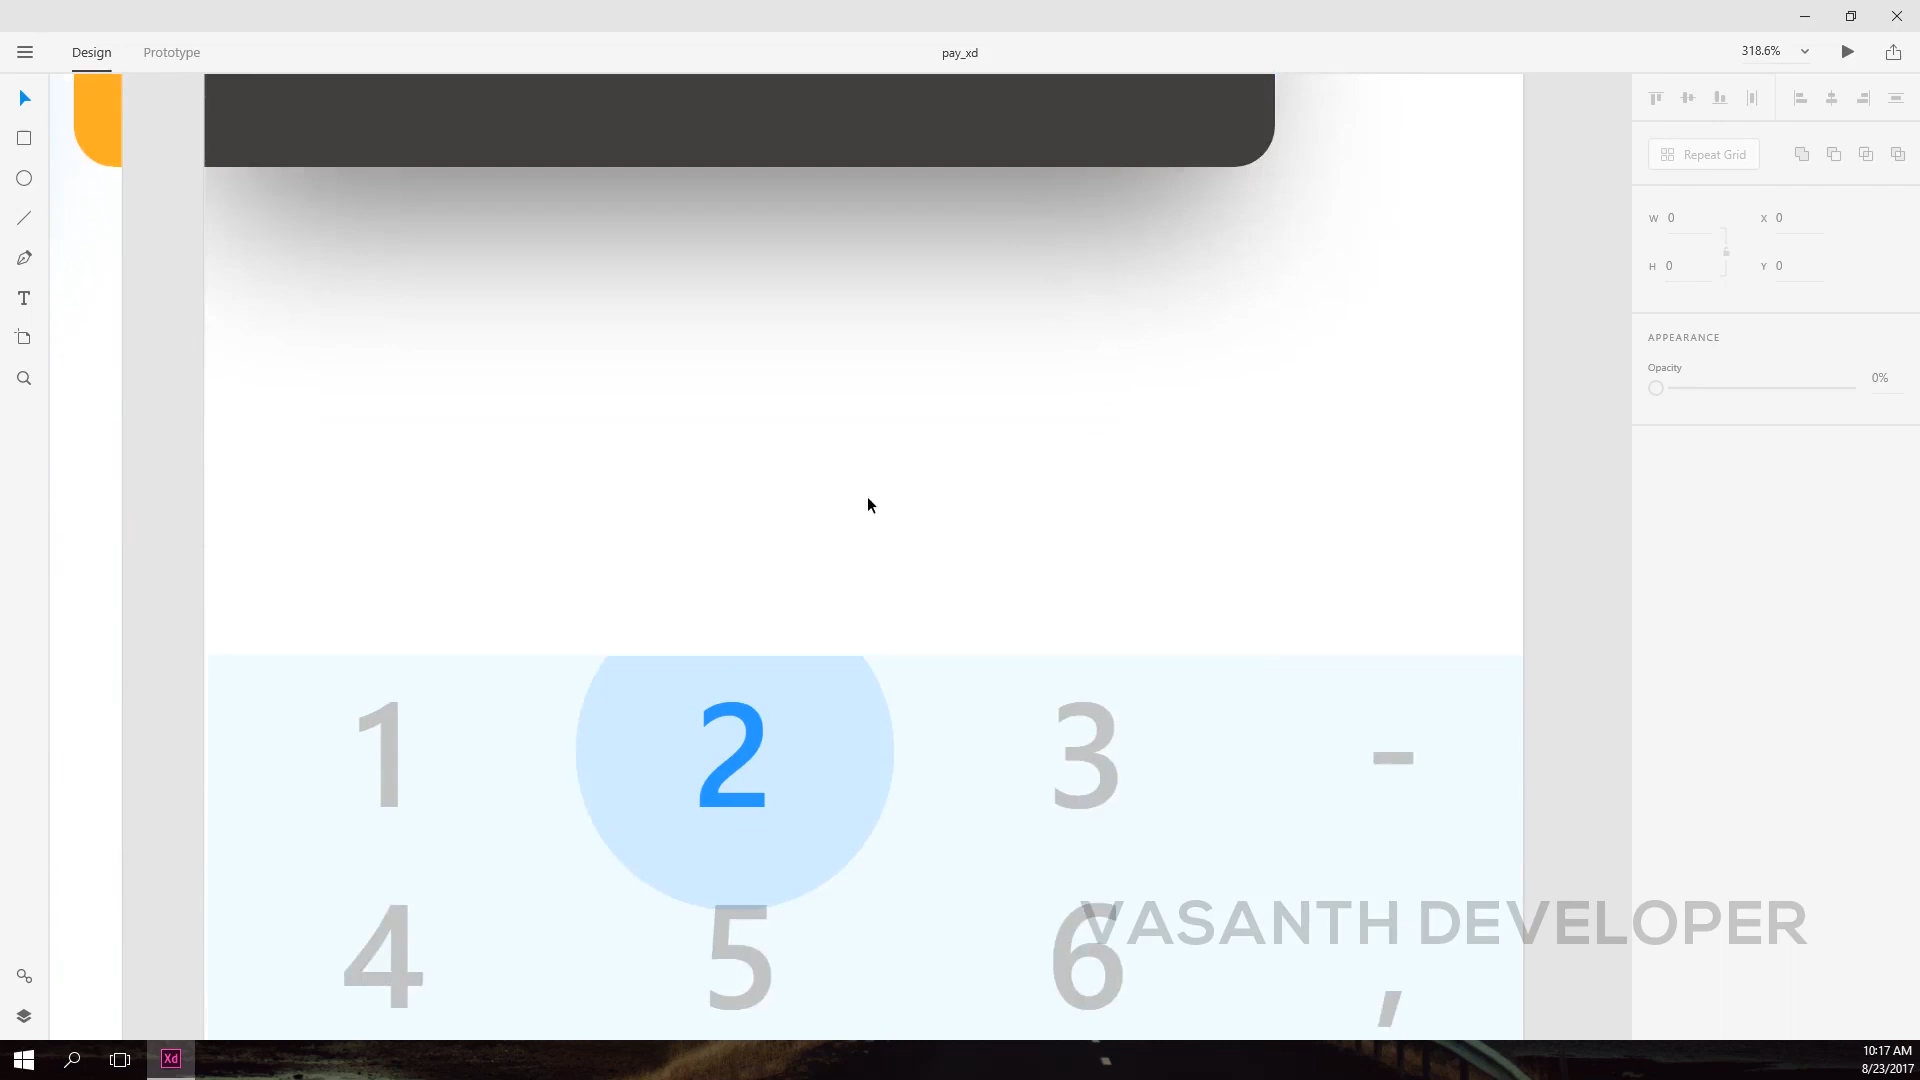 Design Prototype pay_xd 318.6%
Repeat Grid
W 0 X 0
H 0 Y 0
APPEARANCE
Opacity
0%
1 2 3 -
4 5 6 ,
VASANTH DEVELOPER
Xd
10:17 AM
8/23/2017